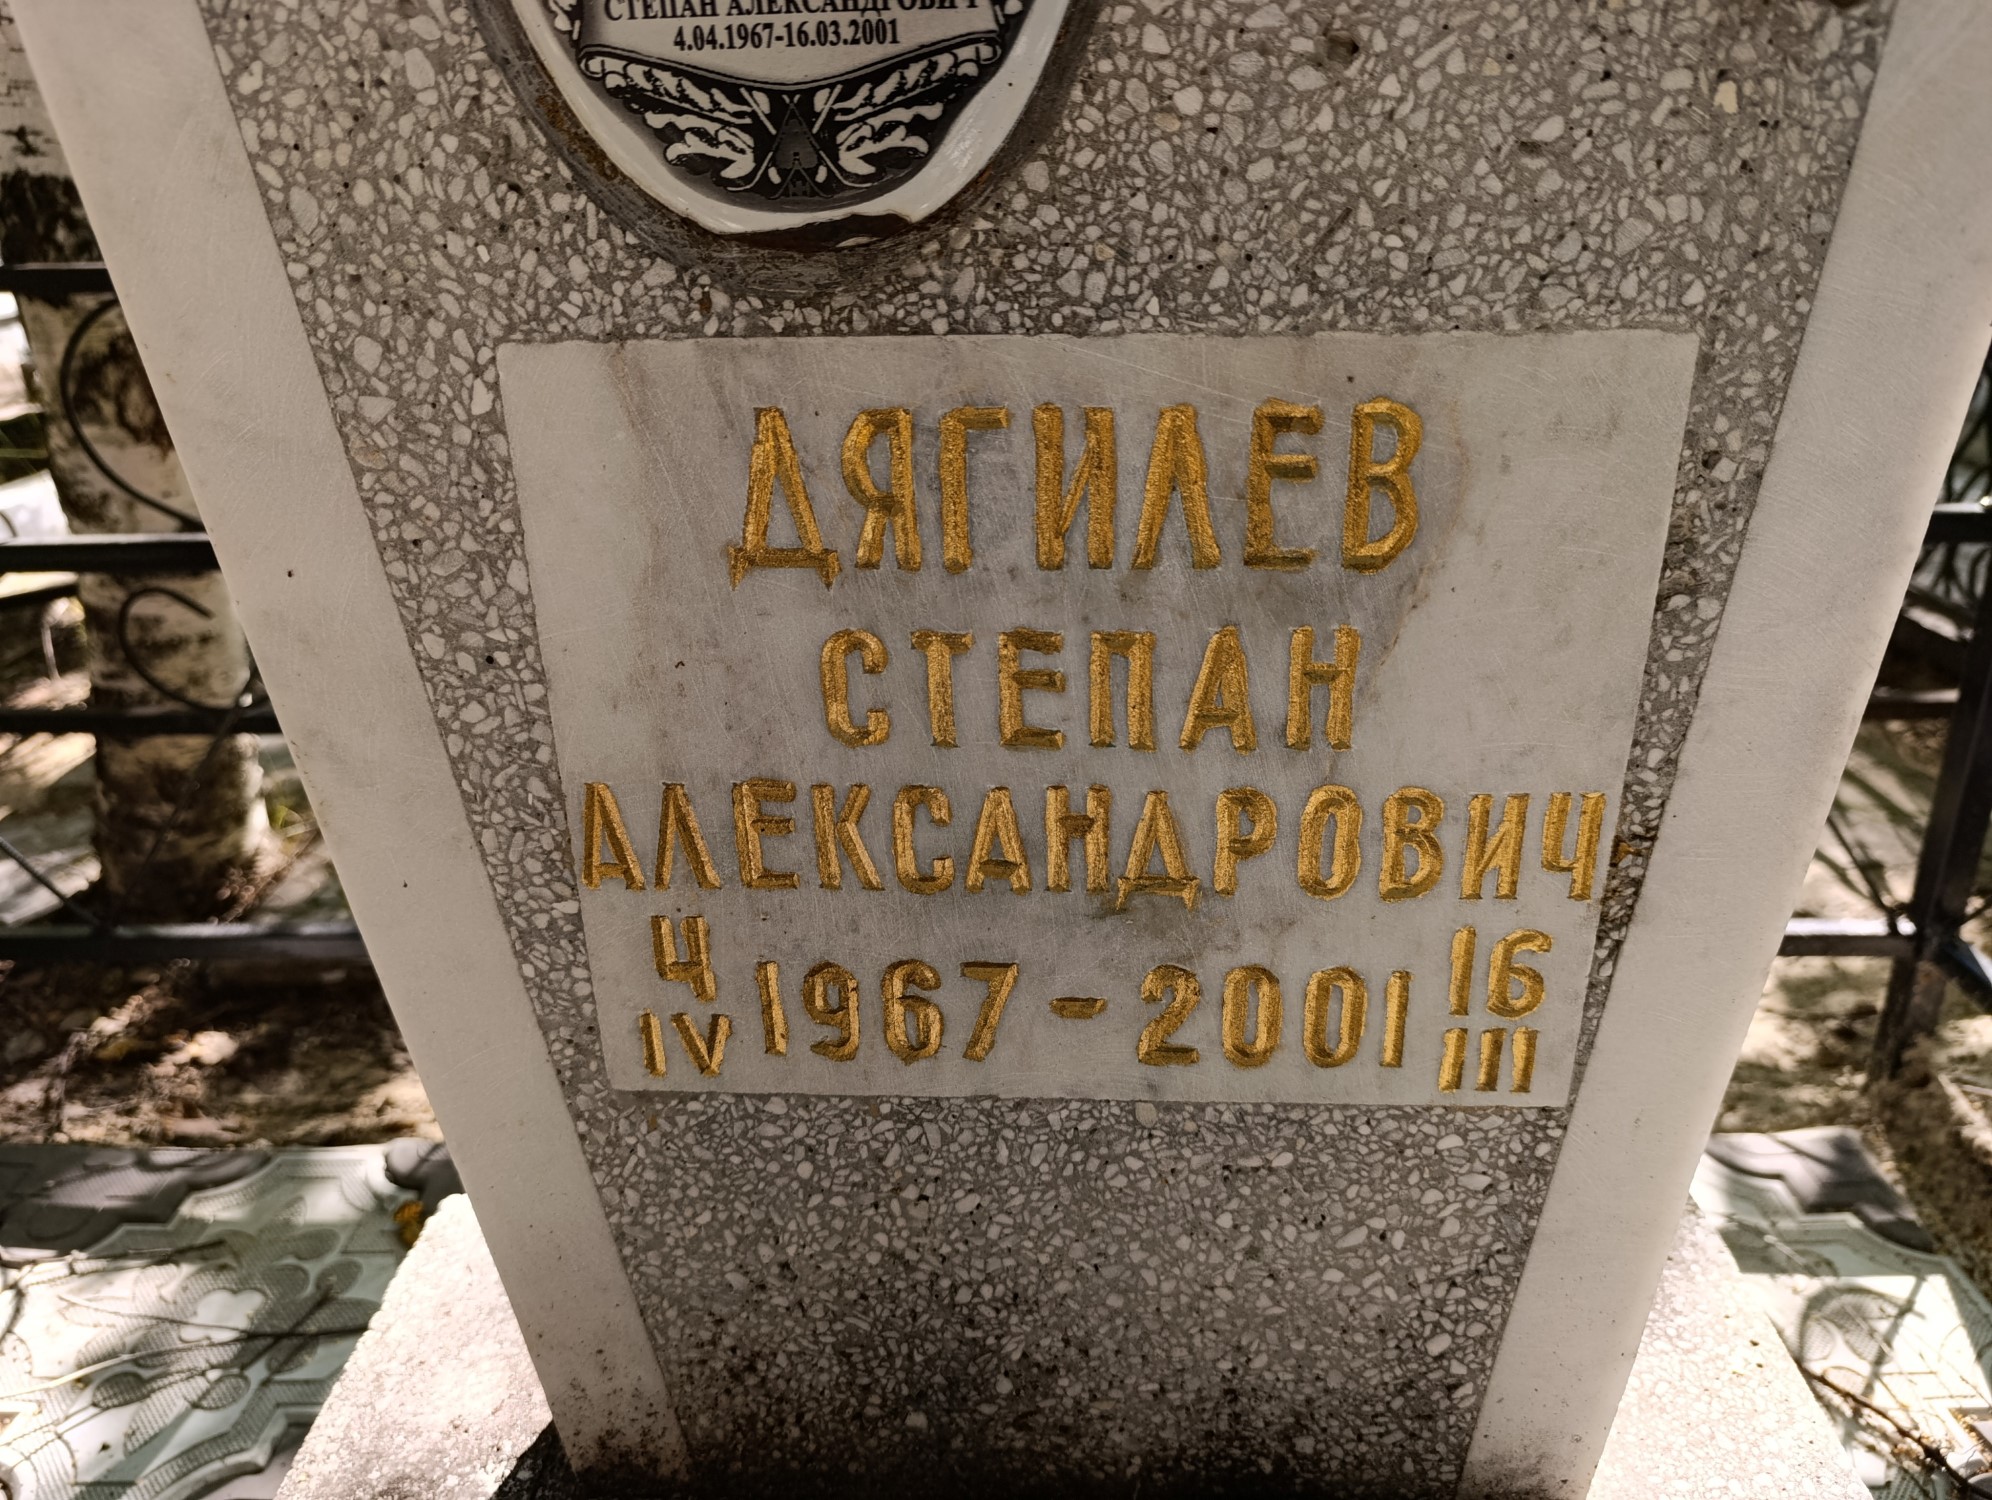 СТЕПАН АЛЕКСАНДРОВИЧ
4.04.1967-16.03.2001
ДЯГИЛЕВ
СТЕПАН
АЛЕКСАНДРОВИЧ
4 IV 1967-2001 16 III